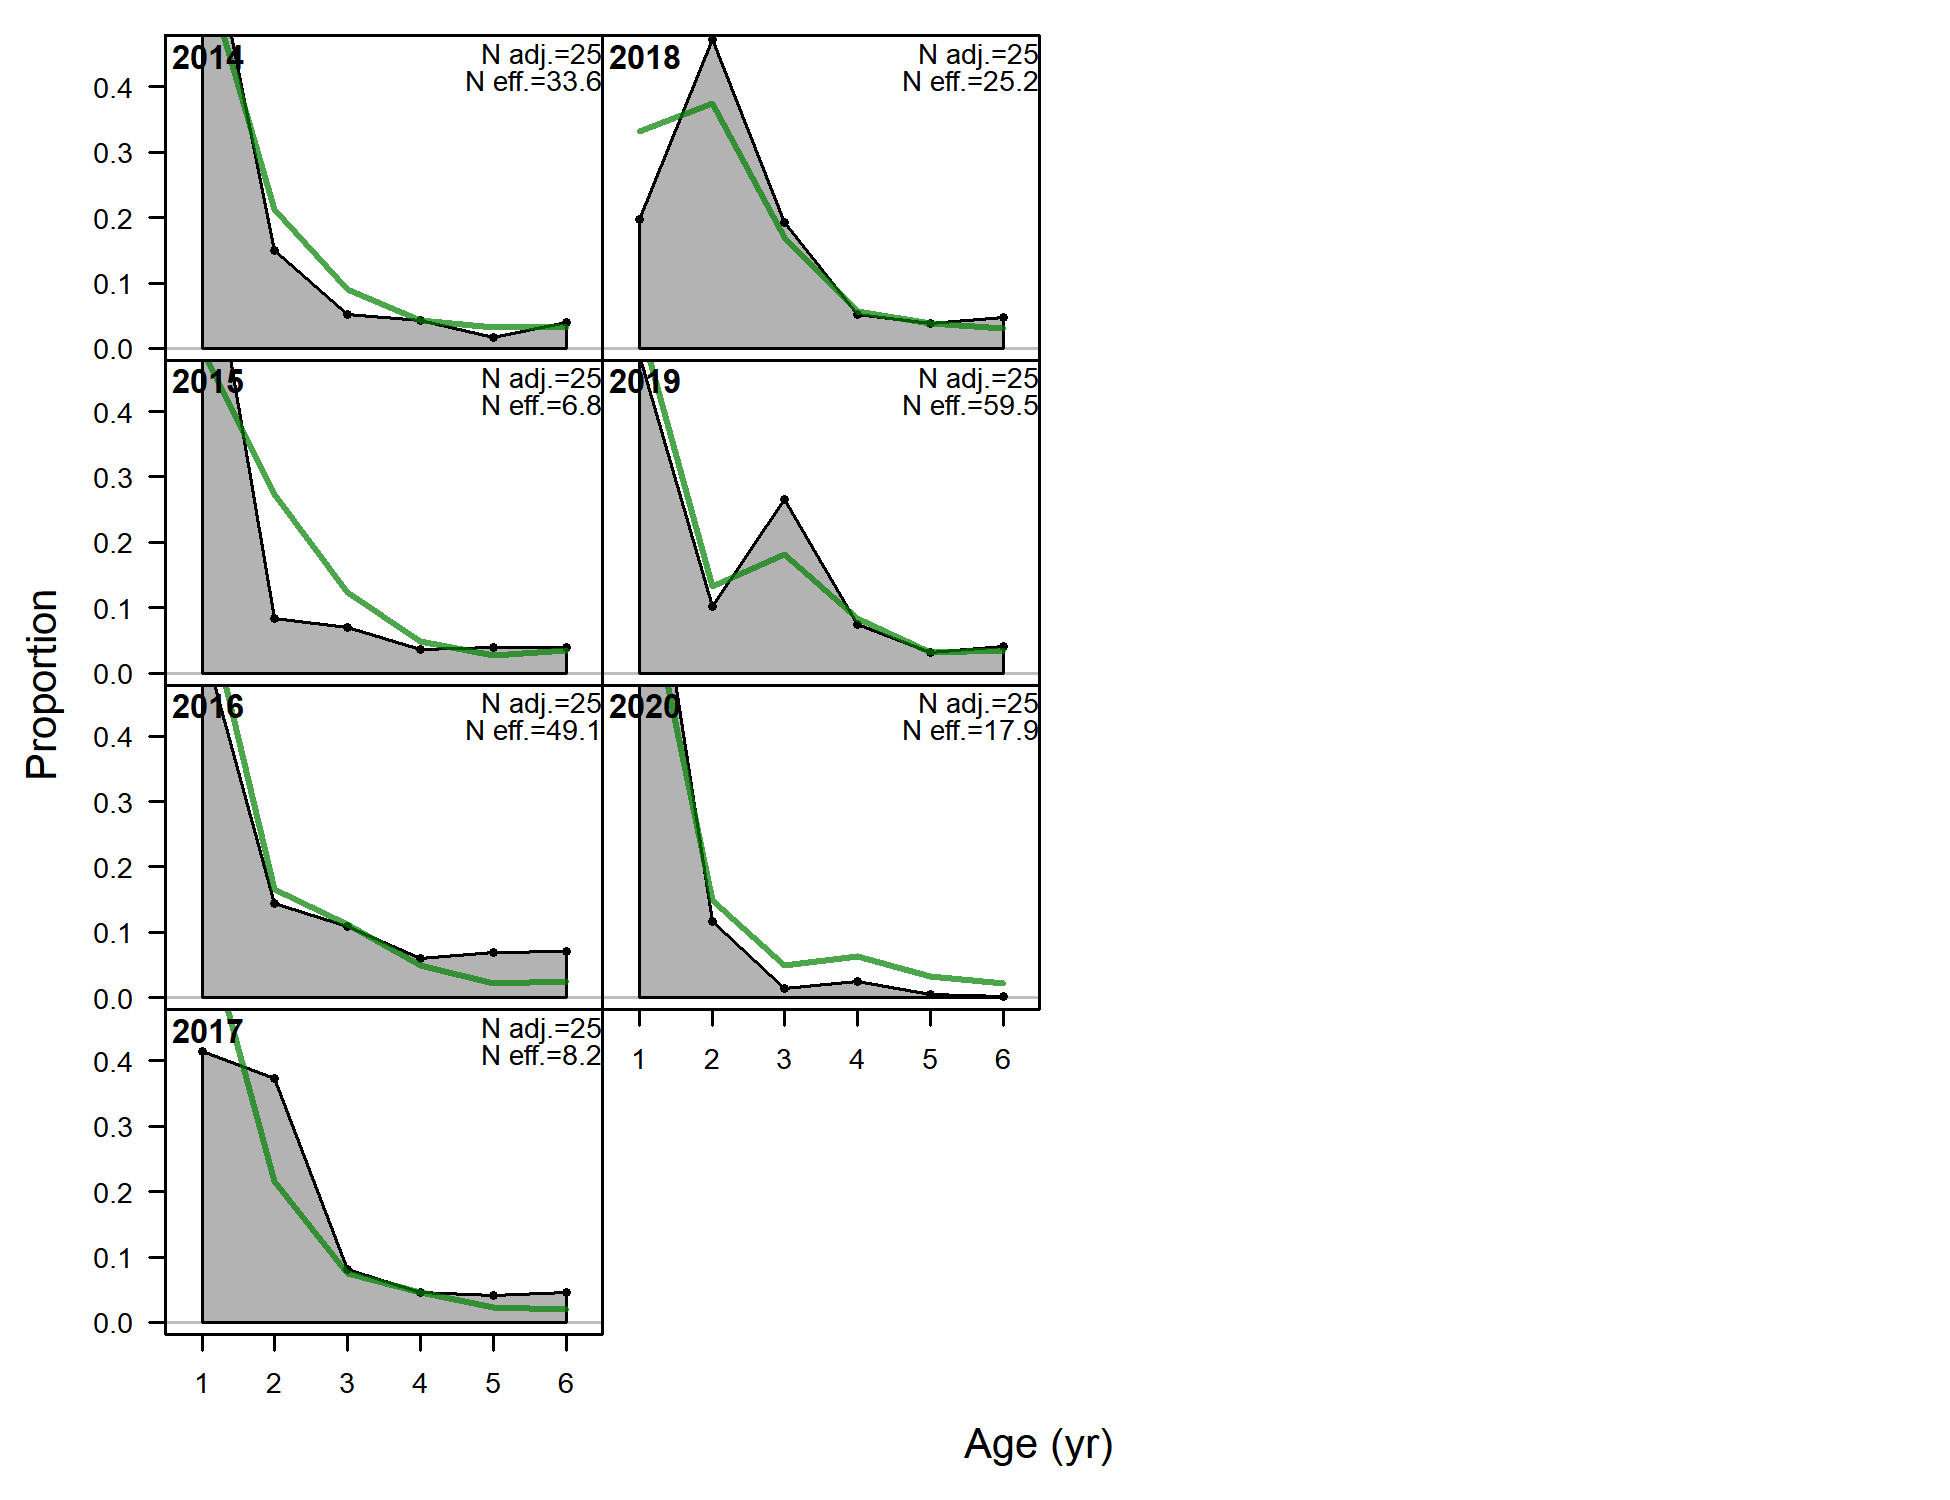 2014
N adj.=25
N eff.=33.6
0.4
0.3
0.2
0.1
0.0
2018
N adj.=25
N eff.=25.2
2015
N adj.=25
N eff.=6.8
0.4
0.3
0.2
0.1
0.0
2019
N adj.=25
N eff.=59.5
2016
N adj.=25
N eff.=49.1
0.4
0.3
0.2
0.1
0.0
2020
N adj.=25
N eff.=17.9
1 2 3 4 5 6
2017
N adj.=25
N eff.=8.2
0.4
0.3
0.2
0.1
0.0
1 2 3 4 5 6
Proportion
Age (yr)